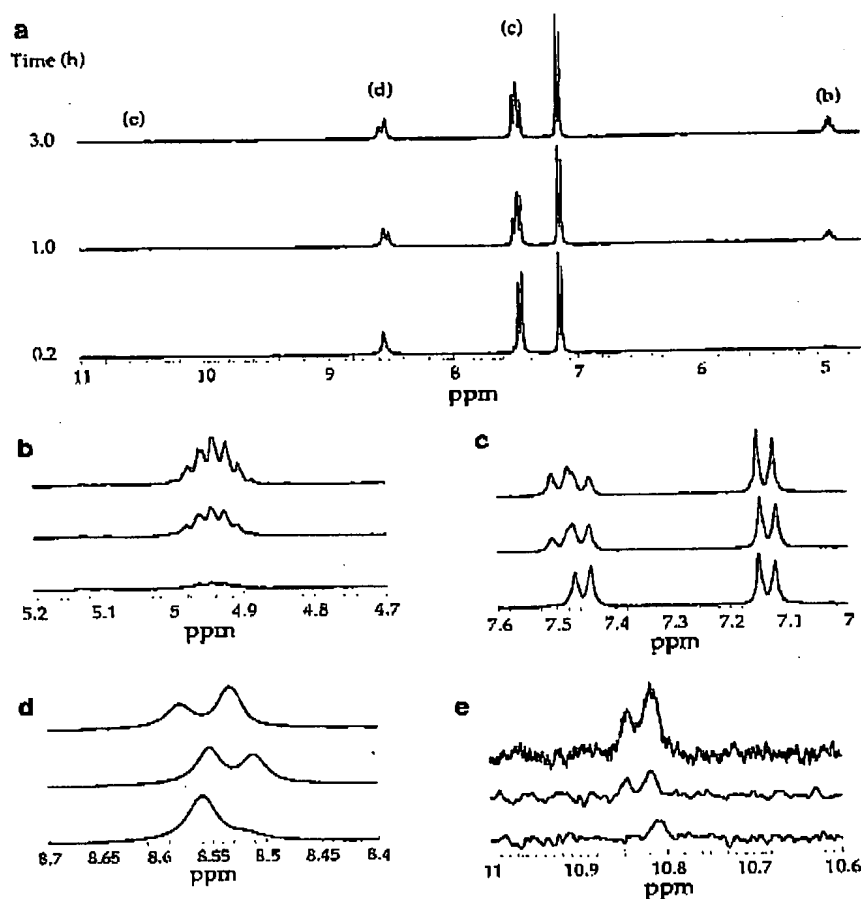 a
Time (h)
(c)
(d)
(e)
(b)
3.0
1.0
0.2
11 10 9 8 7 6 5
ppm
b
5.2 5.1 5 4.9 4.8 4.7
ppm
c
7.6 7.5 7.4 7.3 7.2 7.1 7
ppm
d
8.7 8.65 8.6 8.55 8.5 8.45 8.4
ppm
e
11 10.9 10.8 10.7 10.6
ppm